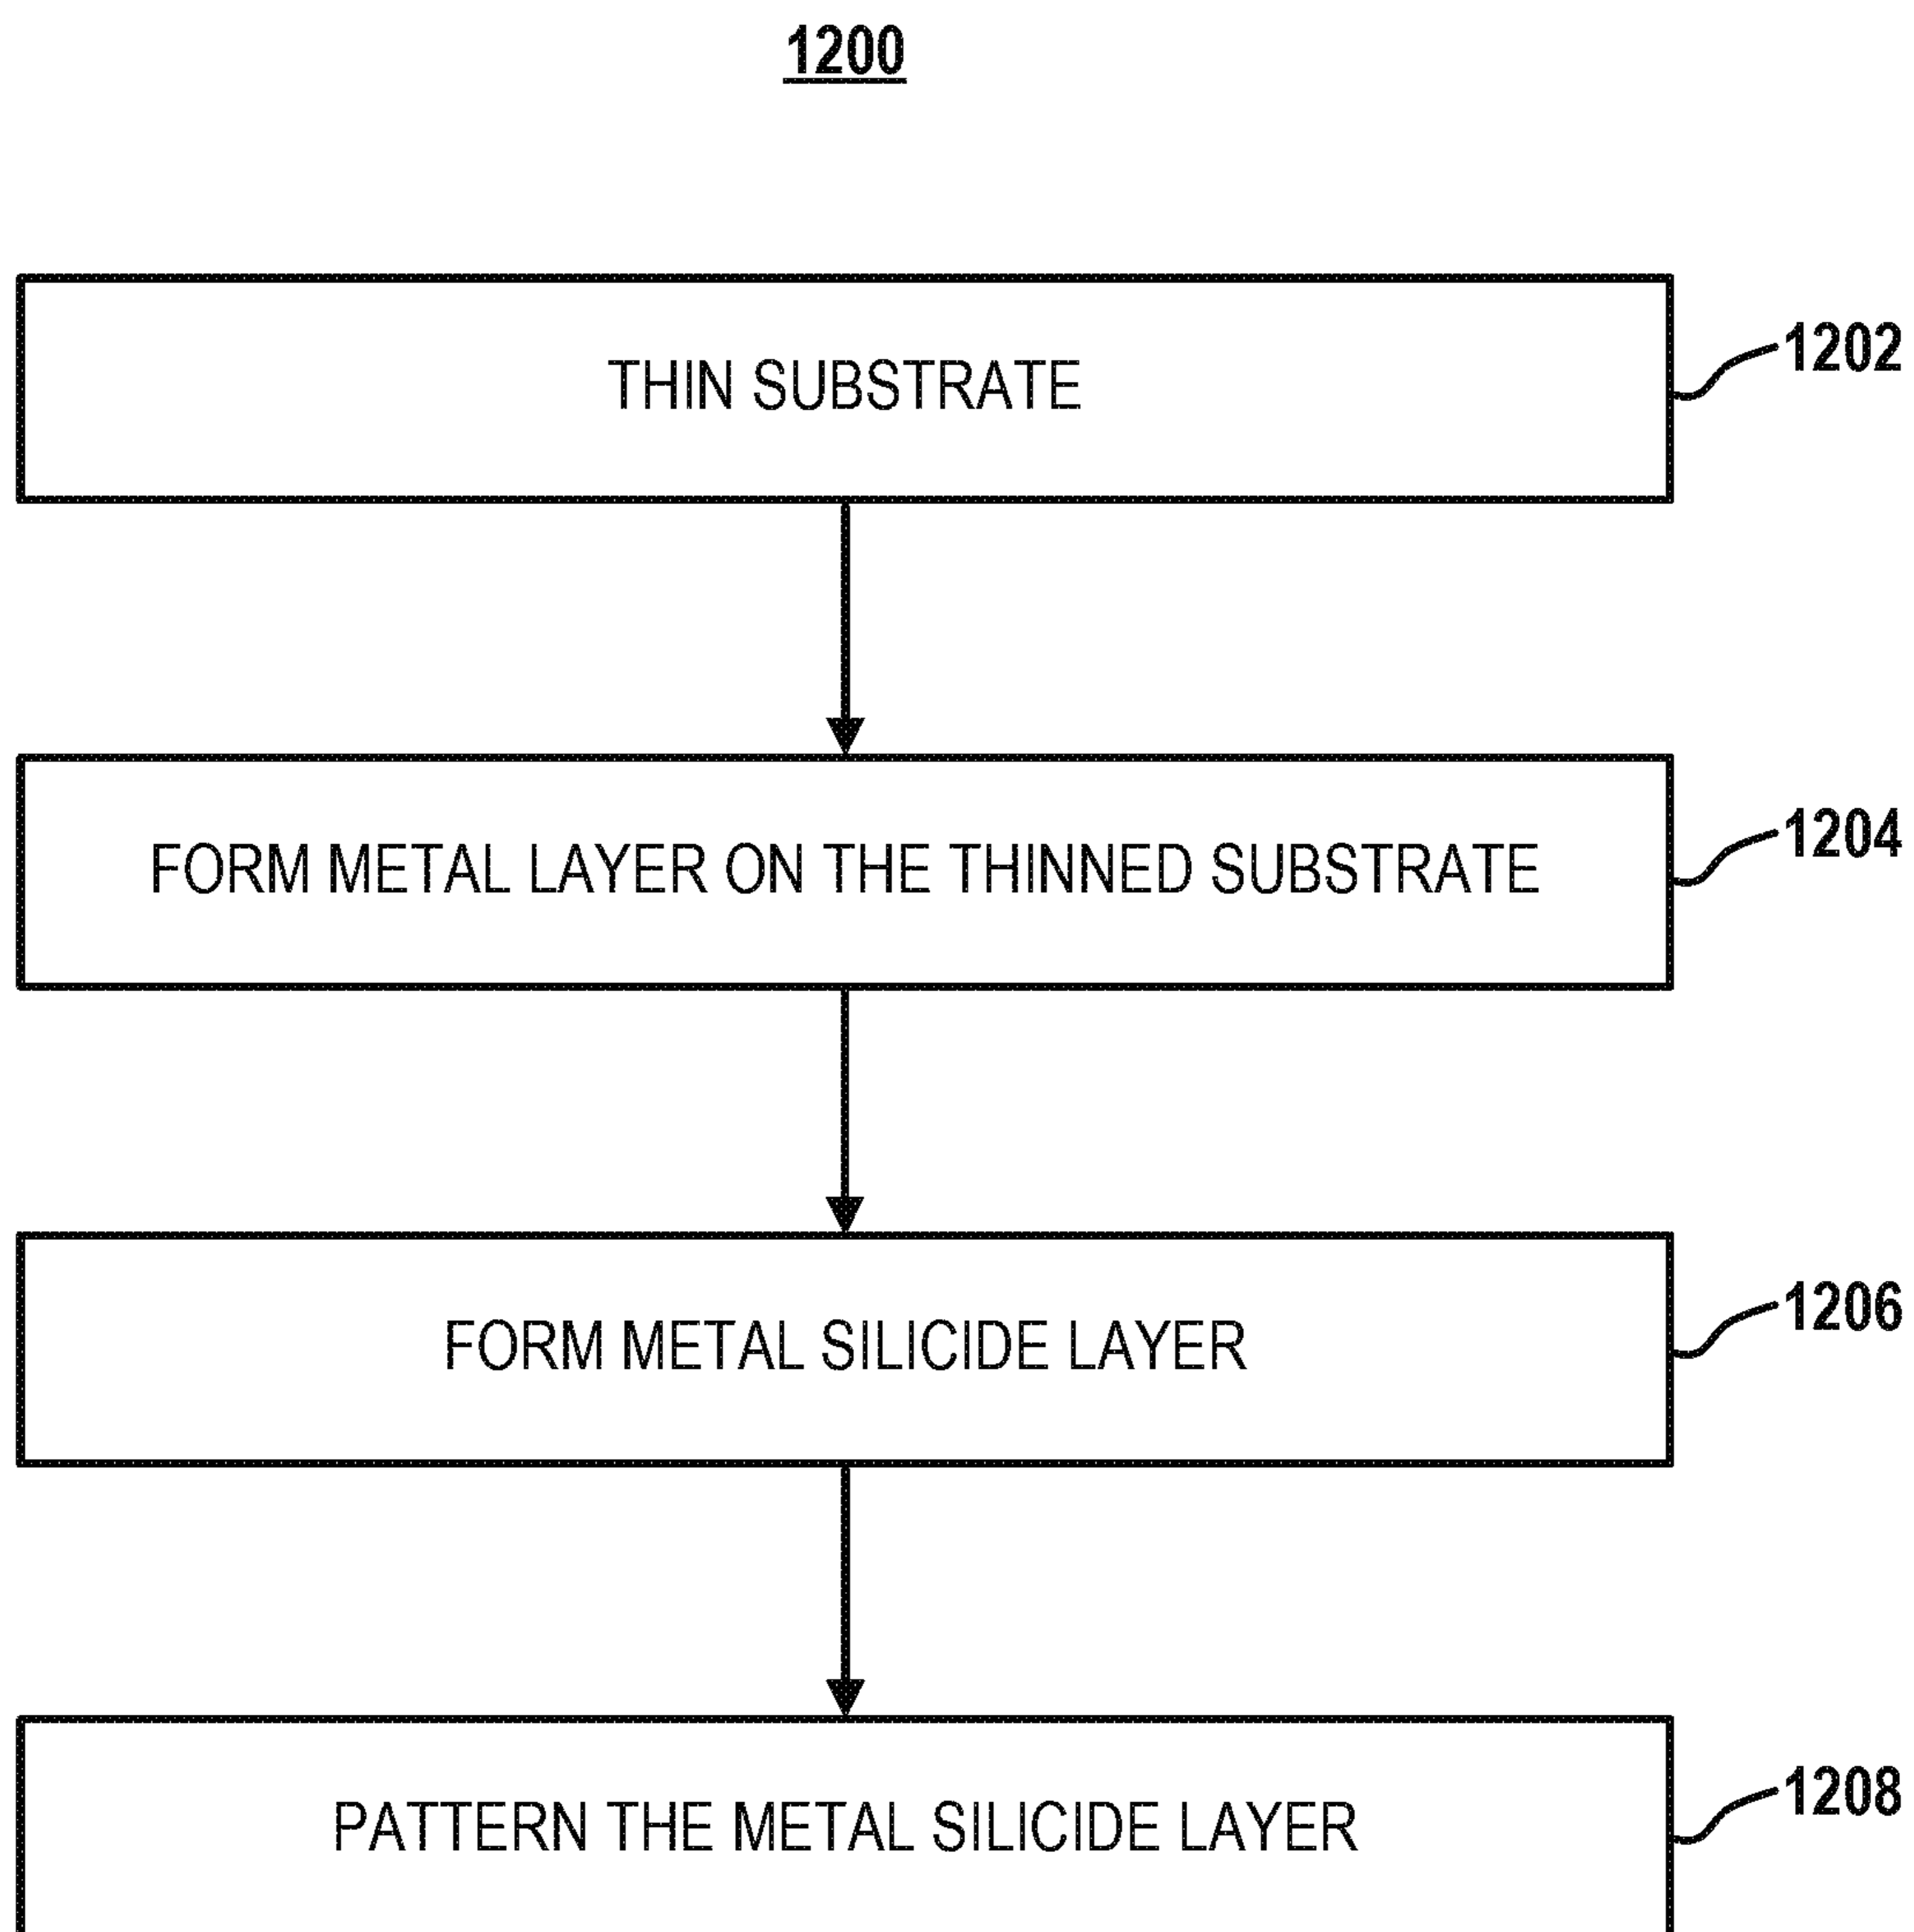 1200
THIN SUBSTRATE
1202
FORM METAL LAYER ON THE THINNED SUBSTRATE
1204
FORM METAL SILICIDE LAYER
1206
PATTERN THE METAL SILICIDE LAYER
1208